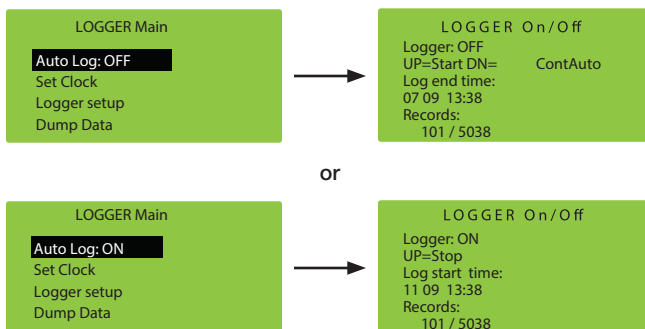 LOGGER Main
Auto Log: OFF
Set Clock
Logger setup
Dump Data
LOGGER On/Off
Logger: OFF
UP=Start DN= ContAuto
Log end time:
07 09 13:38
Records:
101 / 5038
or
LOGGER Main
Auto Log: ON
Set Clock
Logger setup
Dump Data
LOGGER On/Off
Logger: ON
UP=Stop
Log start time:
11 09 13:38
Records:
101 / 5038